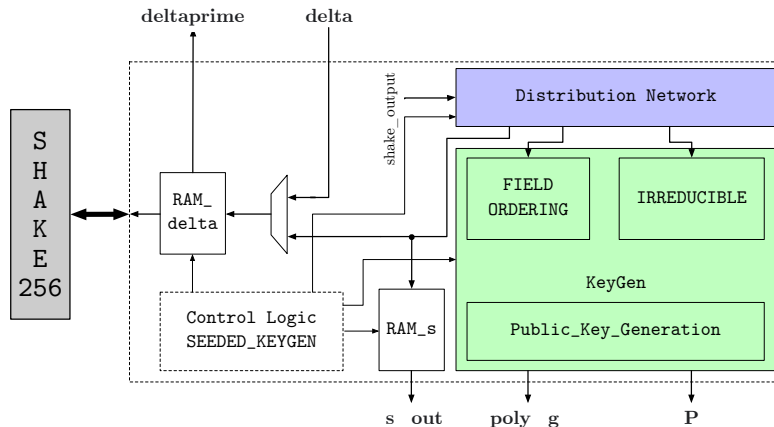 deltaprime
delta
S
H
A
K
E
256
shake_output
Distribution Network
RAM_
delta
FIELD
ORDERING
IRREDUCIBLE
KeyGen
Control Logic
SEEDED_KEYGEN
RAM_s
Public_Key_Generation
s out
poly g
P